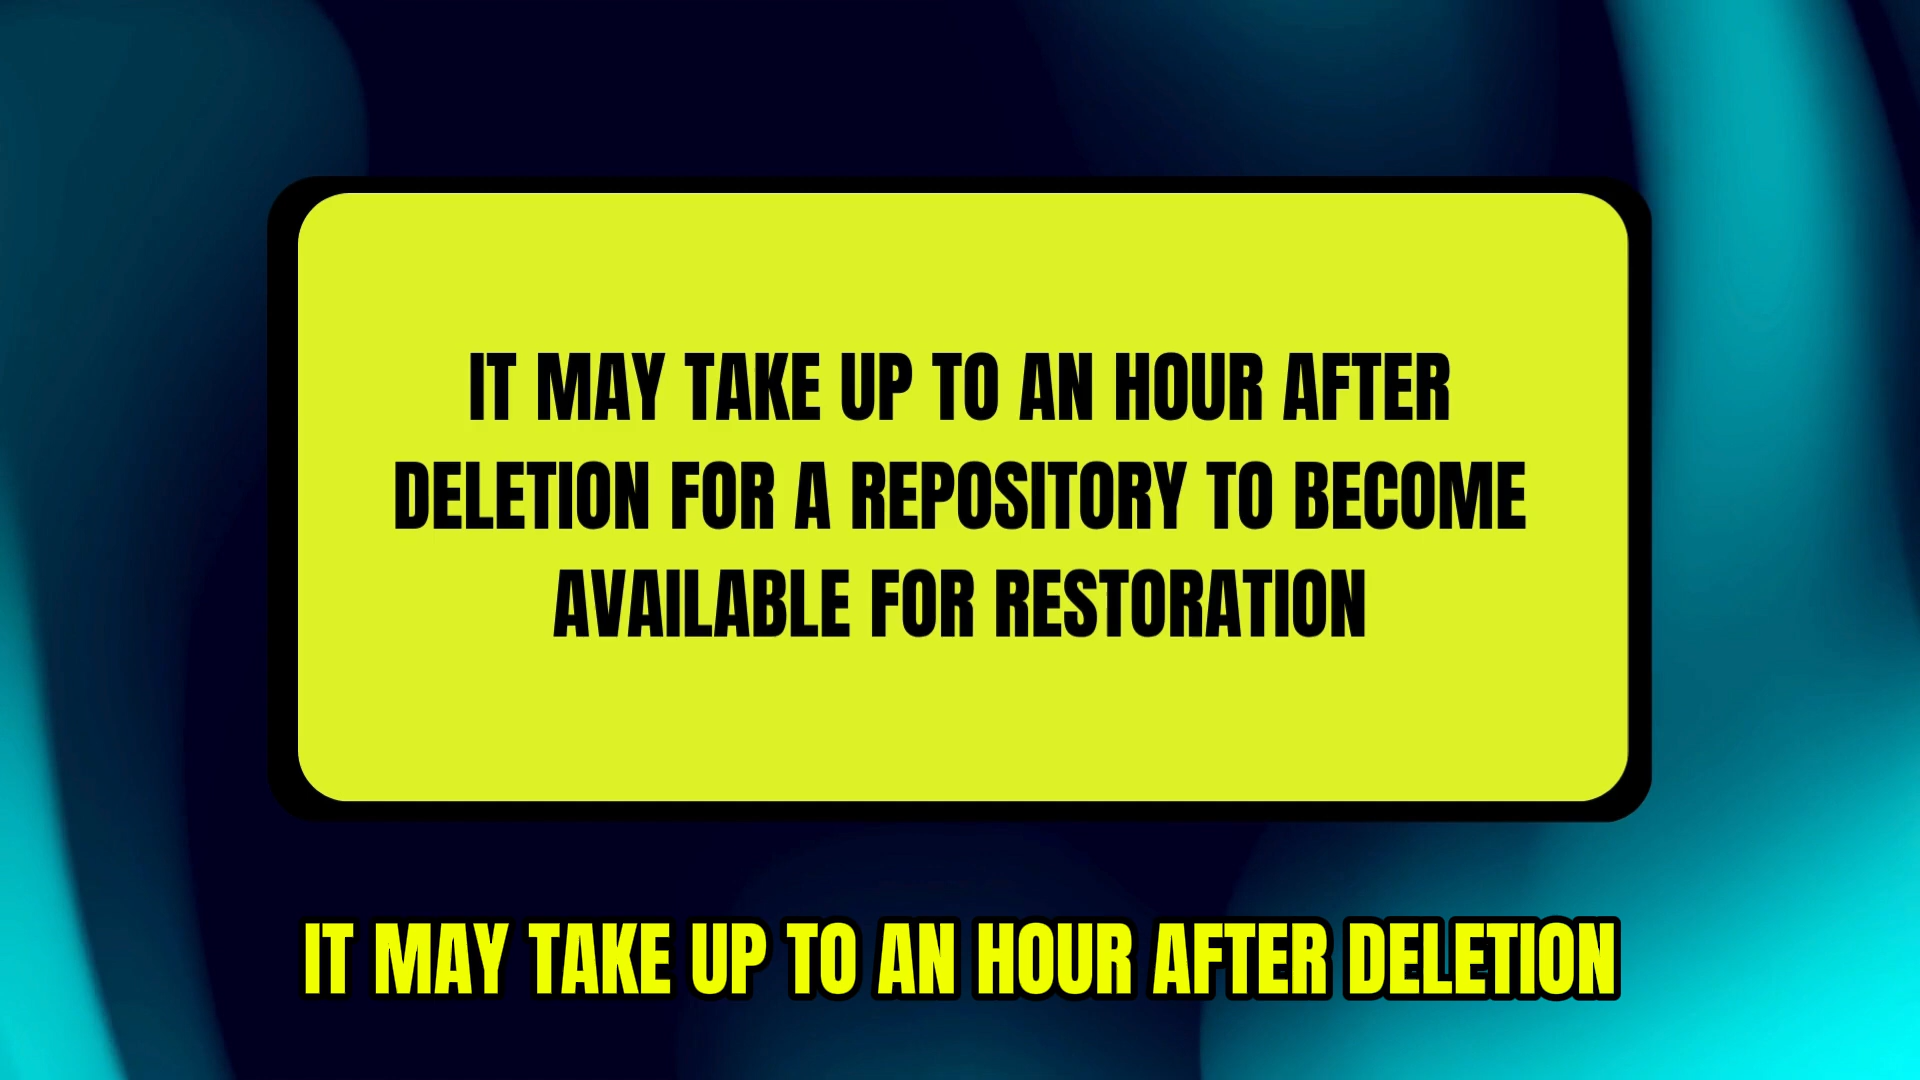 IT MAY TAKE UP TO AN HOUR AFTER
DELETION FOR A REPOSITORY TO BECOME
AVAILABLE FOR RESTORATION
IT MAY TAKE UP TO AN HOUR AFTER DELETION